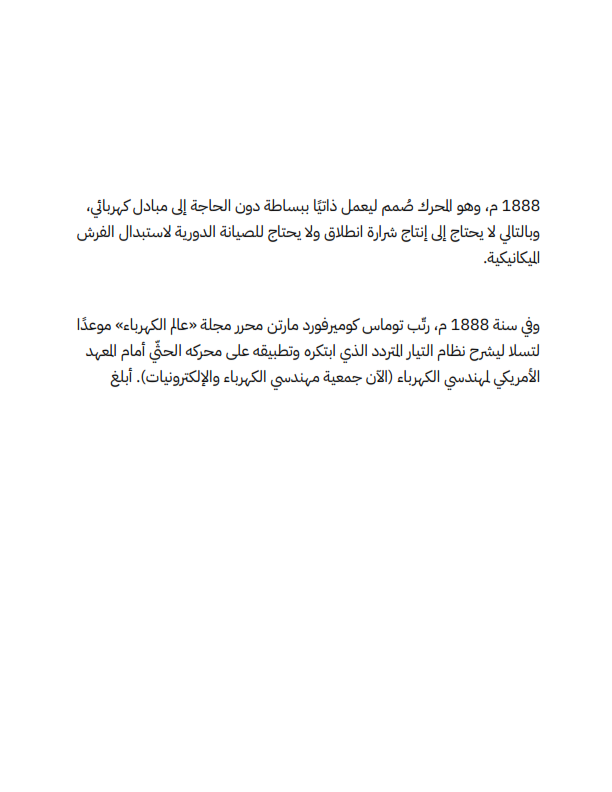 1888 م، وهو المحرك صُمم ليعمل ذاتيًا ببساطة دون الحاجة إلى مبادل كهربائي،
وبالتالي لا يحتاج إلى إنتاج شرارة انطلاق ولا يحتاج للصيانة الدورية لاستبدال الفرش
الميكانيكية.
وفي سنة 1888 م، رتّب توماس كوميرفورد مارتن محرر مجلة «عالم الكهرباء» موعدًا
لتسلا ليشرح نظام التيار المتردد الذي ابتكره وتطبيقه على محركه الحثّي أمام المعهد
الأمريكي لمهندسي الكهرباء (الآن جمعية مهندسي الكهرباء والإلكترونيات). أبلغ